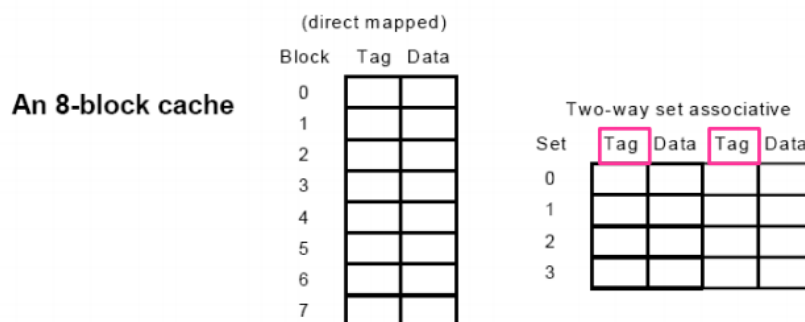 (direct mapped)
Block Tag Data
An 8-block cache
0
1
2
3
4
5
6
7
Two-way set associative
Set Tag Data Tag Data
0
1
2
3